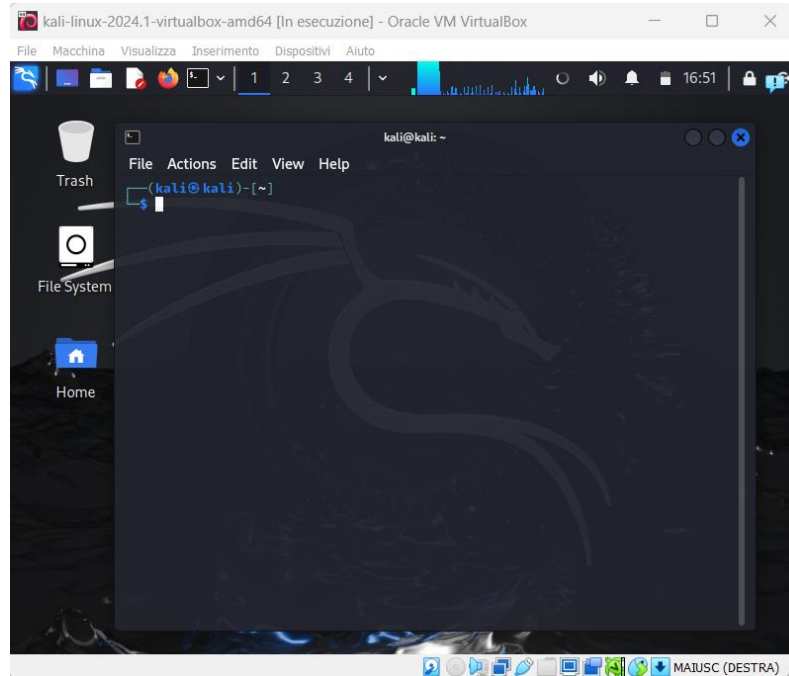 kali-linux-2024.1-virtualbox-amd64 [In esecuzione] - Oracle VM VirtualBox
File Macchina Visualizza Inserimento Dispositivi Aiuto
1 2 3 4 16:51
kali@kali: ~
File Actions Edit View Help
┌──(kali㉿kali)-[~]
└─$
Trash
File System
Home
MAIUSC (DESTRA)